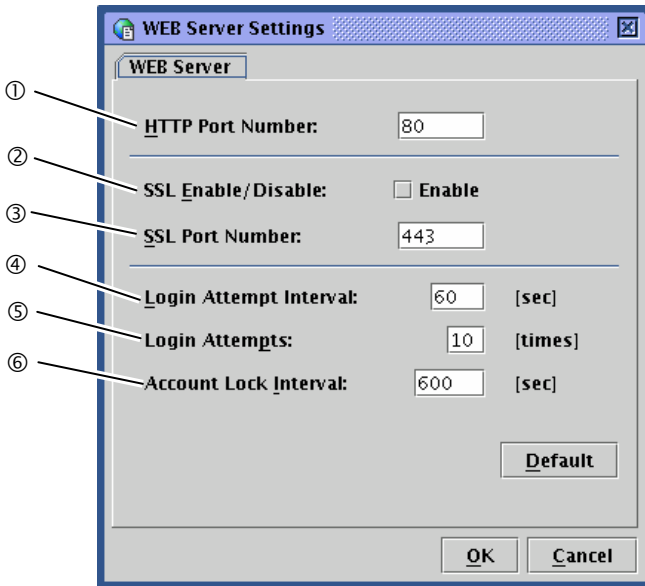 WEB Server Settings
WEB Server
① HTTP Port Number: 80
② SSL Enable/Disable: Enable
③ SSL Port Number: 443
④ Login Attempt Interval: 60 [sec]
⑤ Login Attempts: 10 [times]
⑥ Account Lock Interval: 600 [sec]
Default
OK Cancel